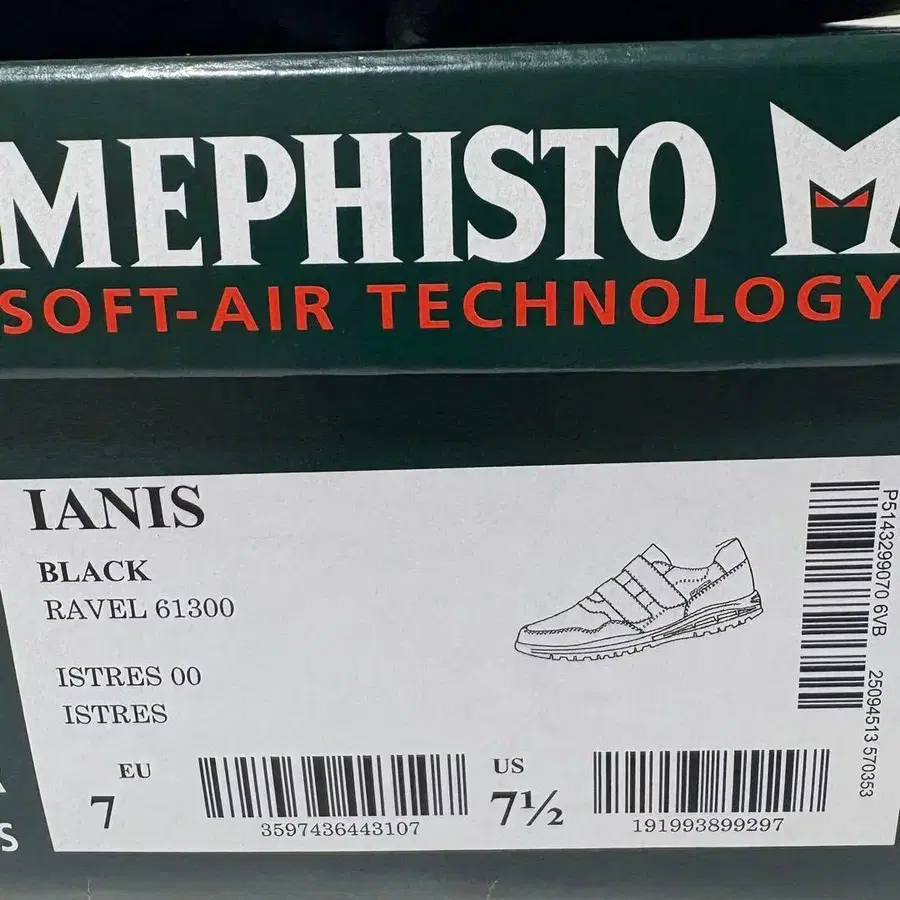 MEPHISTO
SOFT-AIR TECHNOLOGY
IANIS
BLACK
RAVEL 61300
ISTRES 00
ISTRES
EU
7
3597436443107
US
7½
191993899297
P5143299070 6VB
25094513 570353
S